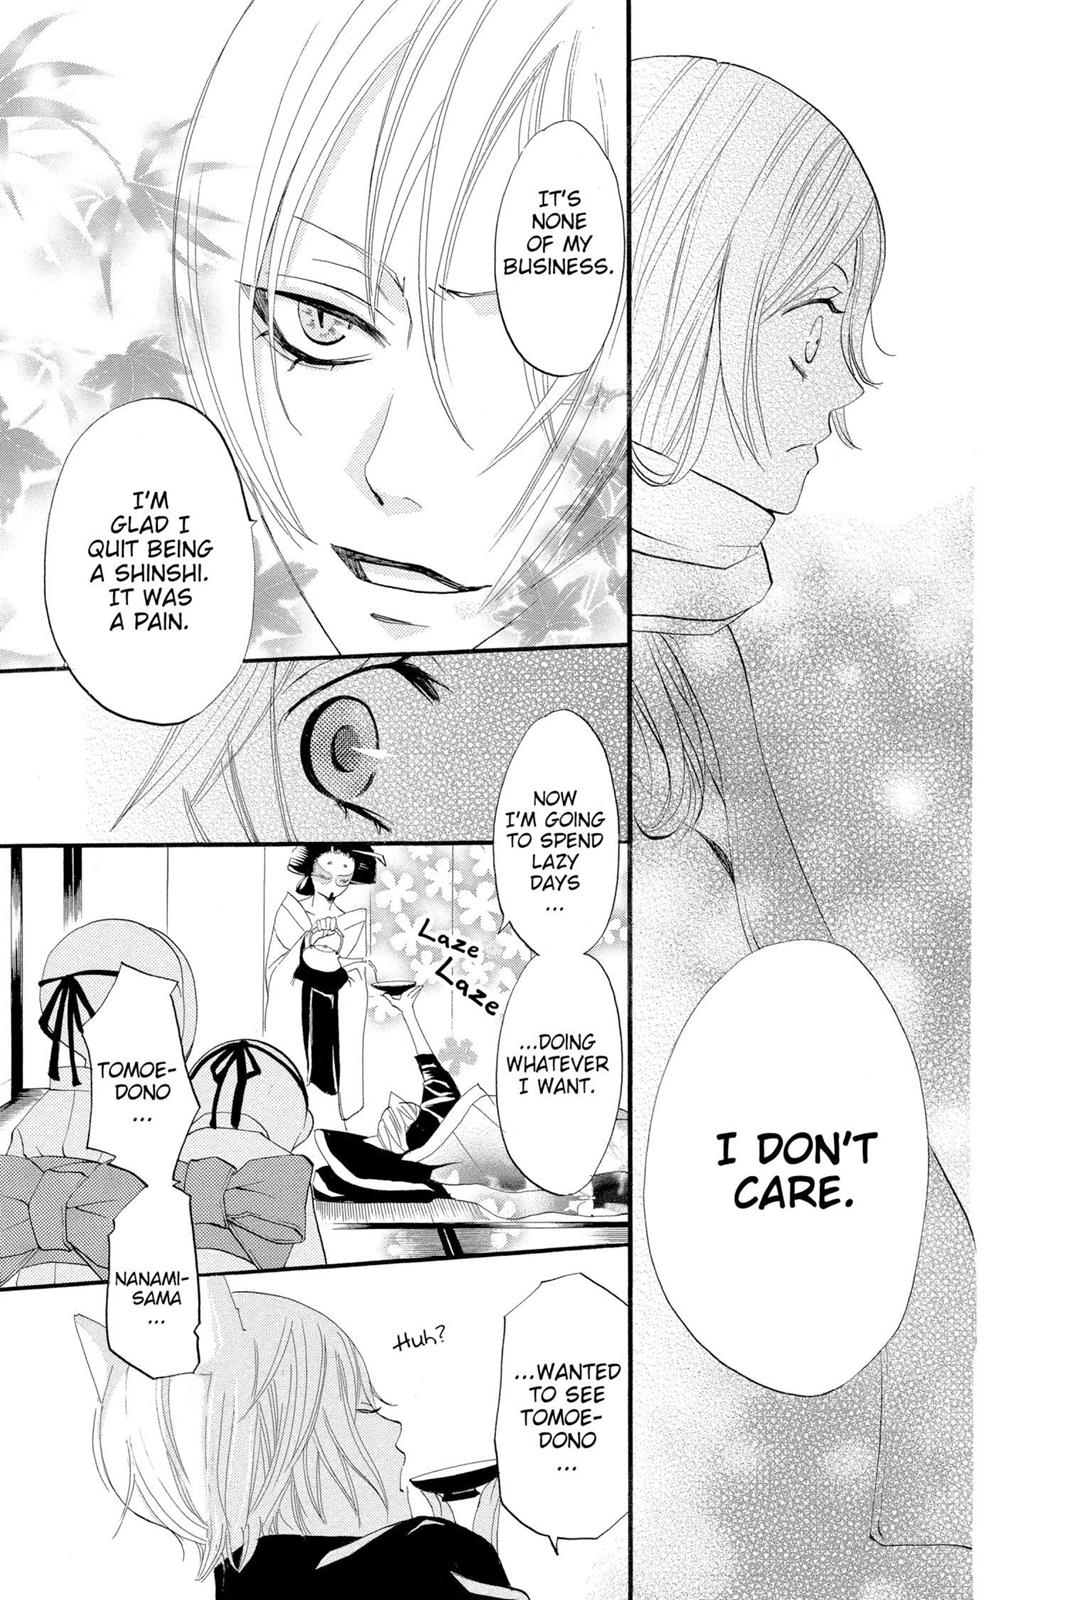 I DON'T
CARE.
IT'S
NONE
OF MY
BUSINESS.
I'M
GLAD I
QUIT BEING
A SHINSHI.
IT WAS
A PAIN.
NOW
I'M GOING
TO SPEND
LAZY
DAYS
...
...DOING
WHATEVER
I WANT.
Laze
Laze
TOMOE-
DONO
...
NANAMI-
SAMA
...
...WANTED
TO SEE
TOMOE-
DONO
...
Huh?